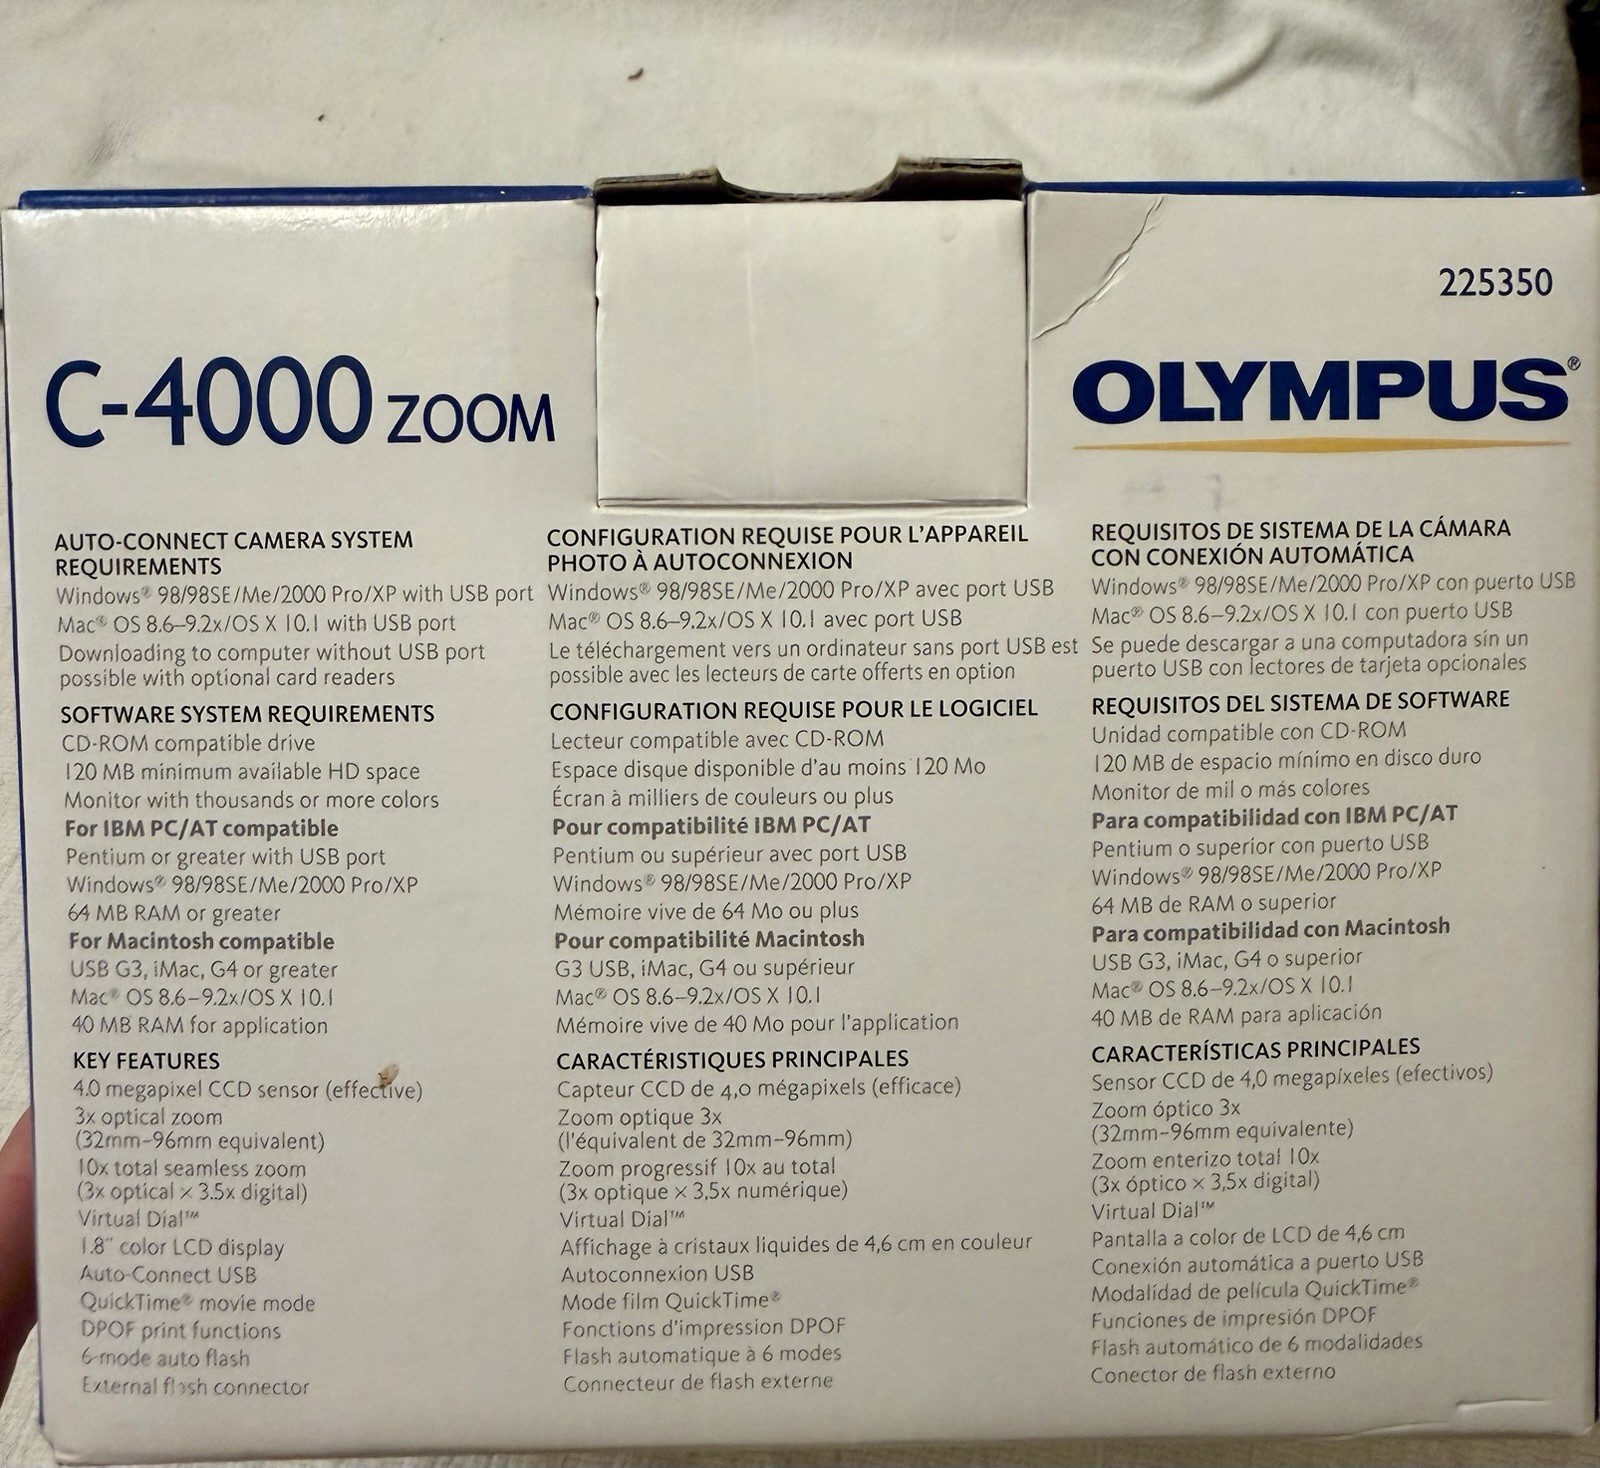 225350
C-4000 ZOOM
OLYMPUS®
AUTO-CONNECT CAMERA SYSTEM
REQUIREMENTS
Windows® 98/98SE/Me/2000 Pro/XP with USB port
Mac® OS 8.6–9.2x/OS X 10.1 with USB port
Downloading to computer without USB port
possible with optional card readers
SOFTWARE SYSTEM REQUIREMENTS
CD-ROM compatible drive
120 MB minimum available HD space
Monitor with thousands or more colors
For IBM PC/AT compatible
Pentium or greater with USB port
Windows® 98/98SE/Me/2000 Pro/XP
64 MB RAM or greater
For Macintosh compatible
USB G3, iMac, G4 or greater
Mac® OS 8.6–9.2x/OS X 10.1
40 MB RAM for application
KEY FEATURES
4.0 megapixel CCD sensor (effective)
3x optical zoom
(32mm–96mm equivalent)
10x total seamless zoom
(3x optical × 3.5x digital)
Virtual Dial™
1.8" color LCD display
Auto-Connect USB
QuickTime® movie mode
DPOF print functions
6-mode auto flash
External flash connector
CONFIGURATION REQUISE POUR L'APPAREIL
PHOTO À AUTOCONNEXION
Windows® 98/98SE/Me/2000 Pro/XP avec port USB
Mac® OS 8.6–9.2x/OS X 10.1 avec port USB
Le téléchargement vers un ordinateur sans port USB est
possible avec les lecteurs de carte offerts en option
CONFIGURATION REQUISE POUR LE LOGICIEL
Lecteur compatible avec CD-ROM
Espace disque disponible d'au moins 120 Mo
Écran à milliers de couleurs ou plus
Pour compatibilité IBM PC/AT
Pentium ou supérieur avec port USB
Windows® 98/98SE/Me/2000 Pro/XP
Mémoire vive de 64 Mo ou plus
Pour compatibilité Macintosh
G3 USB, iMac, G4 ou supérieur
Mac® OS 8.6–9.2x/OS X 10.1
Mémoire vive de 40 Mo pour l'application
CARACTÉRISTIQUES PRINCIPALES
Capteur CCD de 4,0 mégapixels (efficace)
Zoom optique 3x
(l'équivalent de 32mm–96mm)
Zoom progressif 10x au total
(3x optique × 3,5x numérique)
Virtual Dial™
Affichage à cristaux liquides de 4,6 cm en couleur
Autoconnexion USB
Mode film QuickTime®
Fonctions d'impression DPOF
Flash automatique à 6 modes
Connecteur de flash externe
REQUISITOS DE SISTEMA DE LA CÁMARA
CON CONEXIÓN AUTOMÁTICA
Windows® 98/98SE/Me/2000 Pro/XP con puerto USB
Mac® OS 8.6–9.2x/OS X 10.1 con puerto USB
Se puede descargar a una computadora sín un
puerto USB con lectores de tarjeta opcionales
REQUISITOS DEL SISTEMA DE SOFTWARE
Unidad compatible con CD-ROM
120 MB de espacio mínimo en disco duro
Monitor de mil o más colores
Para compatibilidad con IBM PC/AT
Pentium o superior con puerto USB
Windows® 98/98SE/Me/2000 Pro/XP
64 MB de RAM o superior
Para compatibilidad con Macintosh
USB G3, iMac, G4 o superior
Mac® OS 8.6–9.2x/OS X 10.1
40 MB de RAM para aplicación
CARACTERÍSTICAS PRINCIPALES
Sensor CCD de 4,0 megapíxeles (efectivos)
Zoom óptico 3x
(32mm–96mm equivalente)
Zoom enterizo total 10x
(3x óptico × 3,5x digital)
Virtual Dial™
Pantalla a color de LCD de 4,6 cm
Conexión automática a puerto USB
Modalidad de película QuickTime®
Funciones de impresión DPOF
Flash automático de 6 modalidades
Conector de flash externo